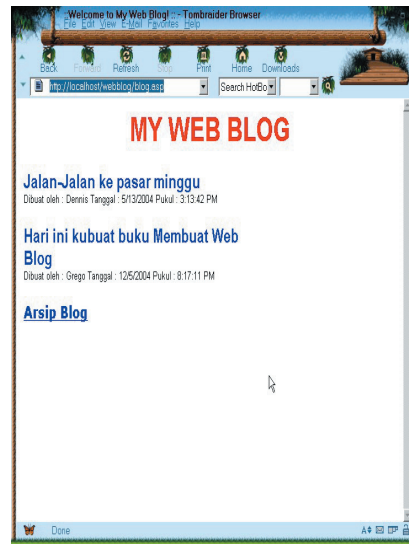 ::Welcome to My Web Blog! :: - Tombraider Browser
File Edit View E-Mail Favorites Help
Back Forward Refresh Stop Print Home Downloads
http://localhost/webblog/blog.asp Search HotBo
MY WEB BLOG
Jalan-Jalan ke pasar minggu
Dibuat oleh : Dennis Tanggal : 5/13/2004 Pukul : 3:13:42 PM
Hari ini kubuat buku Membuat Web
Blog
Dibuat oleh : Grego Tanggal : 12/5/2004 Pukul : 8:17:11 PM
Arsip Blog
Done A